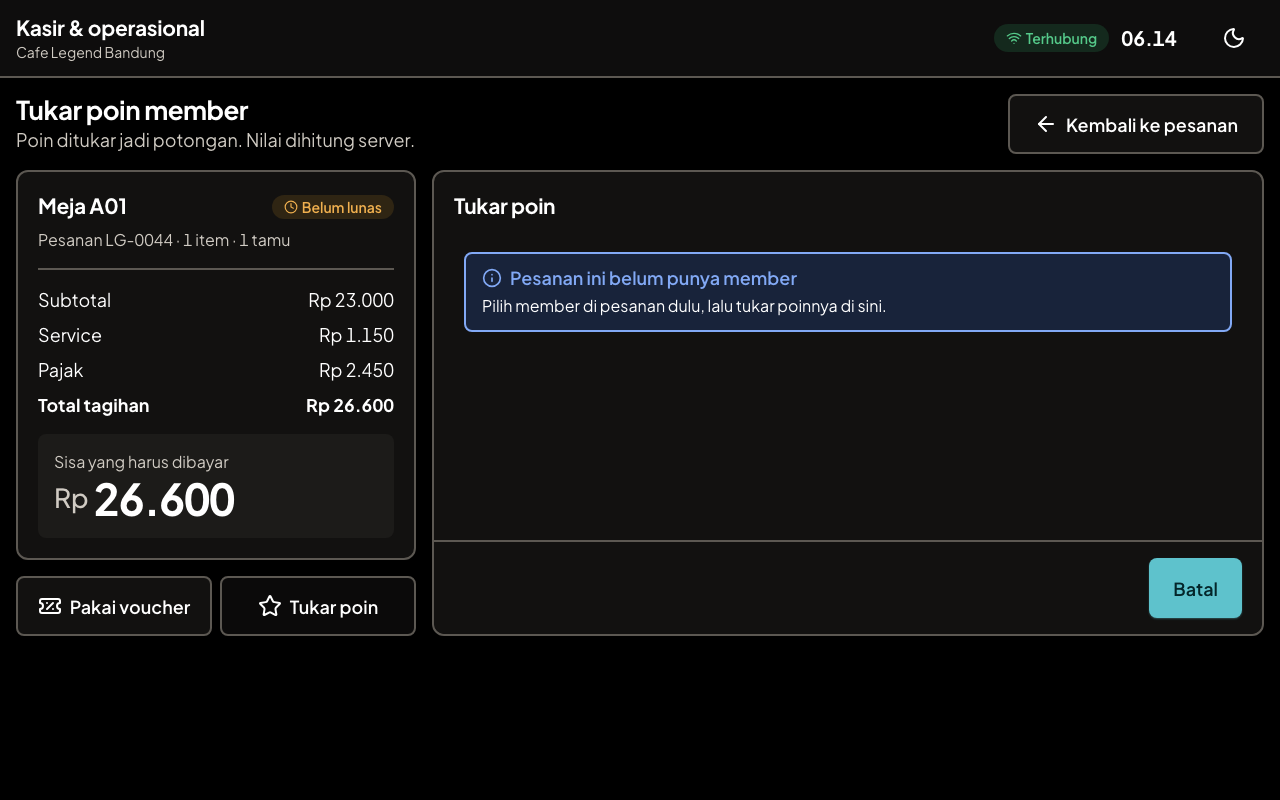 Kasir & operasional
Cafe Legend Bandung
Terhubung
06.14
Tukar poin member
Poin ditukar jadi potongan. Nilai dihitung server.
Kembali ke pesanan
Meja A01
Belum lunas
Pesanan LG-0044 · 1 item · 1 tamu
Subtotal Rp 23.000
Service Rp 1.150
Pajak Rp 2.450
Total tagihan Rp 26.600
Sisa yang harus dibayar
Rp 26.600
Pakai voucher
Tukar poin
Tukar poin
Pesanan ini belum punya member
Pilih member di pesanan dulu, lalu tukar poinnya di sini.
Batal